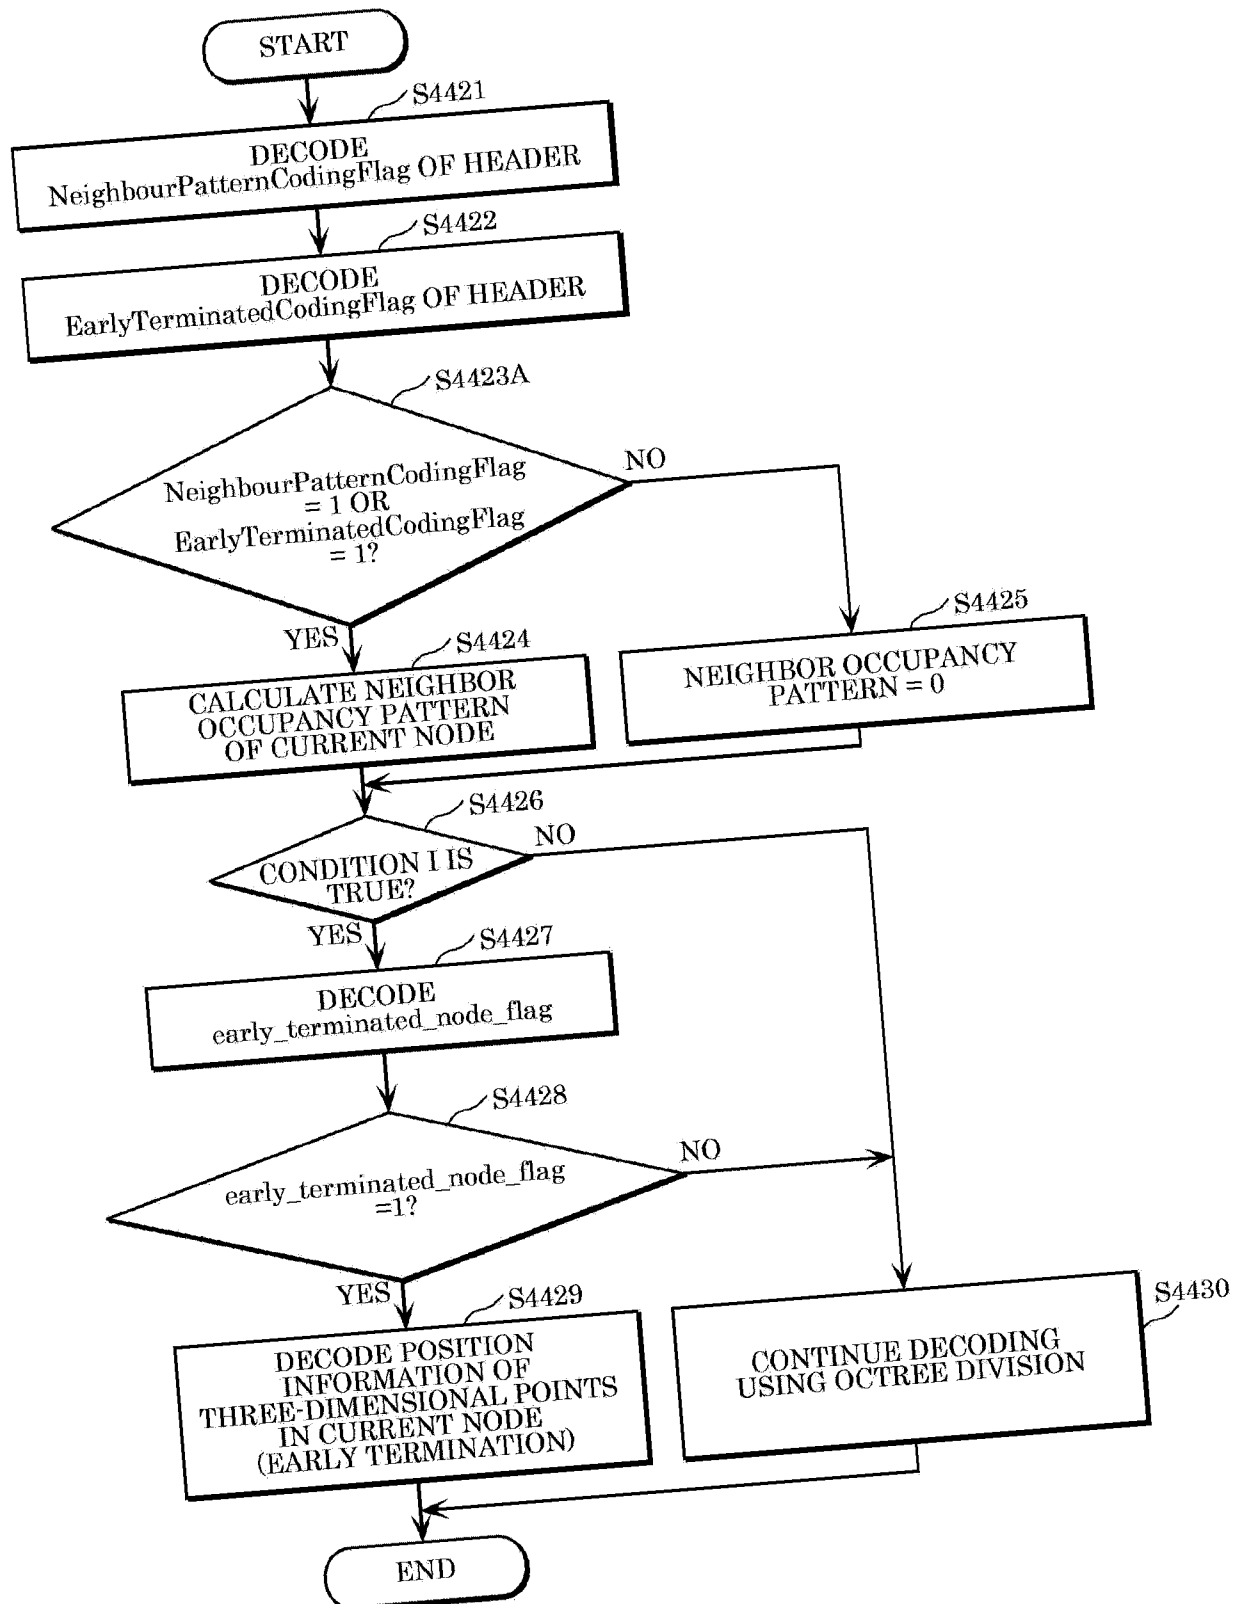 START
S4421
DECODE
NeighbourPatternCodingFlag OF HEADER
S4422
DECODE
EarlyTerminatedCodingFlag OF HEADER
S4423A
NeighbourPatternCodingFlag
= 1 OR
EarlyTerminatedCodingFlag
= 1?
NO
YES
S4424
CALCULATE NEIGHBOR
OCCUPANCY PATTERN
OF CURRENT NODE
S4425
NEIGHBOR OCCUPANCY
PATTERN = 0
S4426
CONDITION I IS
TRUE?
NO
YES
S4427
DECODE
early_terminated_node_flag
S4428
early_terminated_node_flag
=1?
NO
YES
S4429
DECODE POSITION
INFORMATION OF
THREE-DIMENSIONAL POINTS
IN CURRENT NODE
(EARLY TERMINATION)
S4430
CONTINUE DECODING
USING OCTREE DIVISION
END